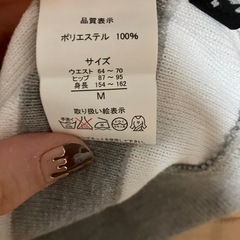 品質表示
ポリエステル 100%
サイズ
ウエスト 64 ~ 70
ヒップ 87 ~ 95
身長 154 ~ 162
M
取り扱い絵表示